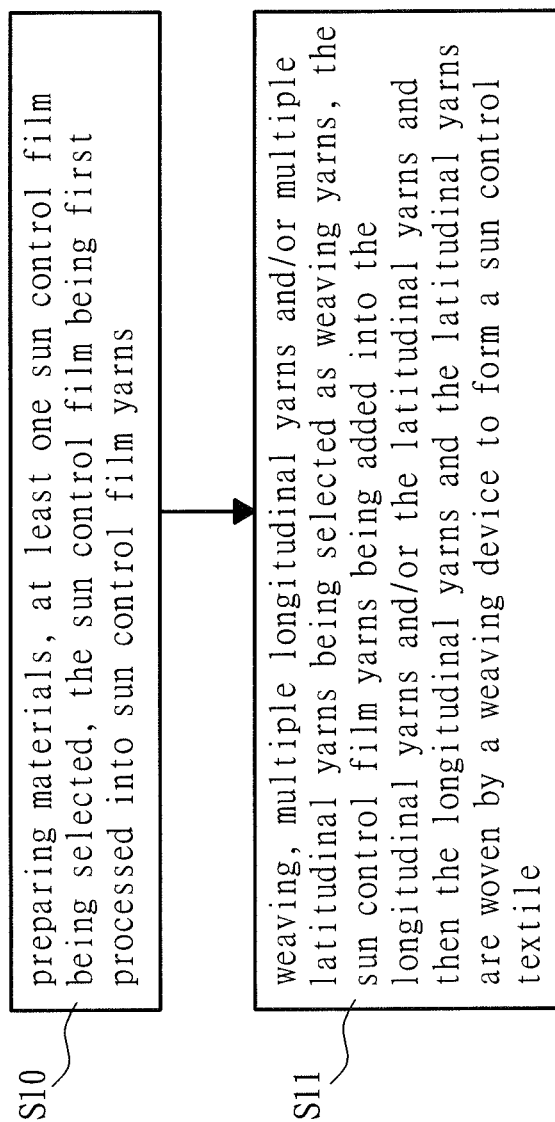 S10
preparing materials, at least one sun control film
being selected, the sun control film being first
processed into sun control film yarns
S11
weaving, multiple longitudinal yarns and/or multiple
latitudinal yarns being selected as weaving yarns, the
sun control film yarns being added into the
longitudinal yarns and/or the latitudinal yarns and
then the longitudinal yarns and the latitudinal yarns
are woven by a weaving device to form a sun control
textile